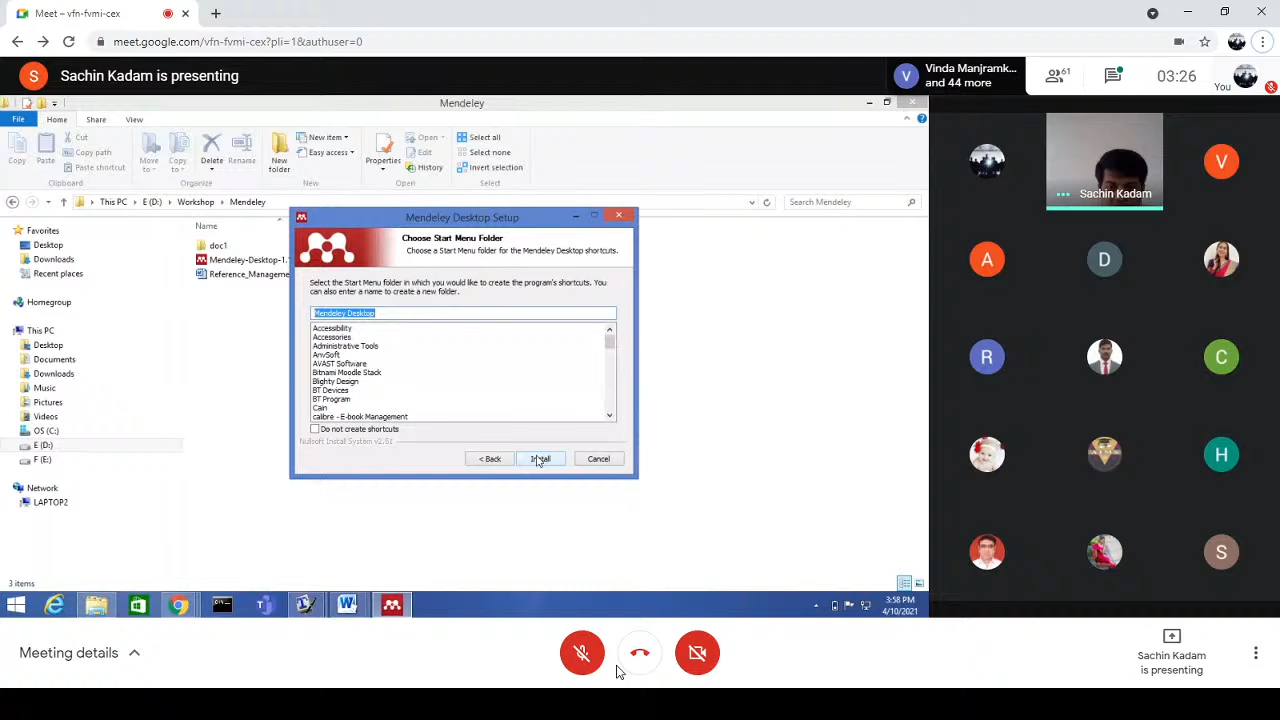 Meet – vfn-fvmi-cex
meet.google.com/vfn-fvmi-cex?pli=1&authuser=0
S
Sachin Kadam is presenting
V
Vinda Manjramk...
and 44 more
61
03:26
You
Mendeley
File
Home
Share
View
Copy
Paste
Cut
Copy path
Paste shortcut
Clipboard
Move to
Copy to
Delete
Rename
Organize
New folder
New item
Easy access
New
Properties
Open
Edit
History
Open
Select all
Select none
Invert selection
Select
This PC
E (D:)
Workshop
Mendeley
Search Mendeley
Favorites
Desktop
Downloads
Recent places
Homegroup
This PC
Desktop
Documents
Downloads
Music
Pictures
Videos
OS (C:)
E (D:)
F (E:)
Network
LAPTOP2
Name
doc1
Mendeley-Desktop-1.
Reference_Manageme
Mendeley Desktop Setup
Choose Start Menu Folder
Choose a Start Menu folder for the Mendeley Desktop shortcuts.
Select the Start Menu folder in which you would like to create the program's shortcuts. You
can also enter a name to create a new folder.
Mendeley Desktop
Accessibility
Accessories
Administrative Tools
AnvSoft
AVAST Software
Bitnami Moodle Stack
Blighty Design
BT Devices
BT Program
Cain
calibre - E-book Management
Do not create shortcuts
Nullsoft Install System v2.51
< Back
Install
Cancel
3 items
3:58 PM
4/10/2021
Sachin Kadam
V
A
D
R
C
H
A
S
Meeting details
Sachin Kadam
is presenting